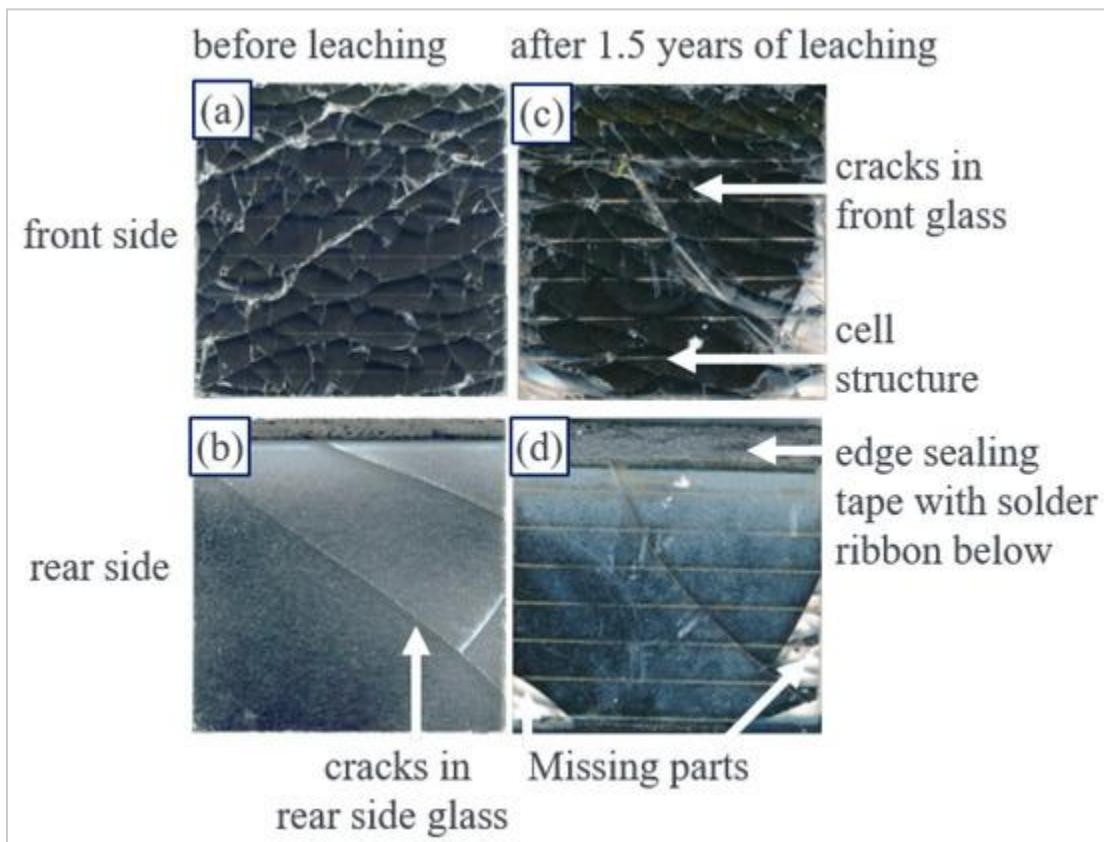 before leaching
after 1.5 years of leaching
(a)
(c)
front side
cracks in
front glass
cell
structure
(b)
(d)
rear side
edge sealing
tape with solder
ribbon below
cracks in
rear side glass
Missing parts